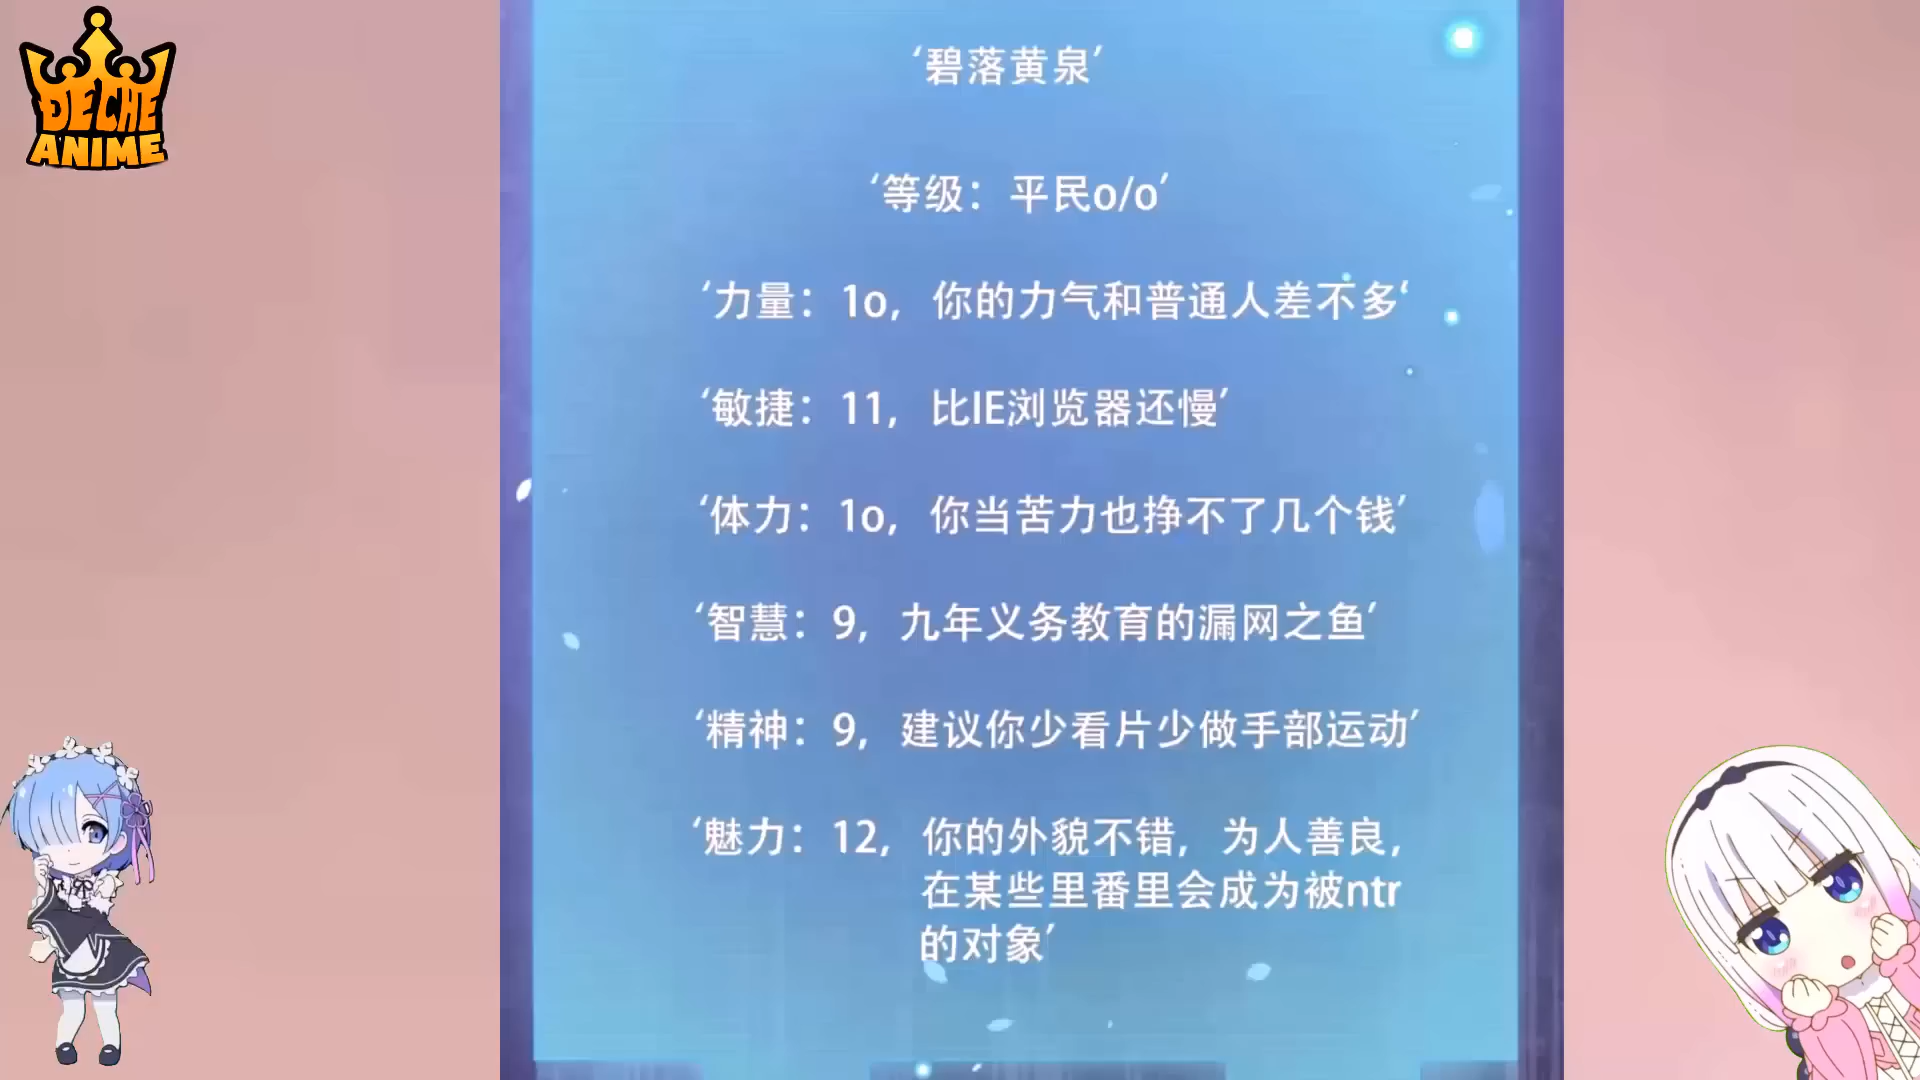 ĐECHE
ANIME
‘碧落黄泉’
‘等级：平民o/o’
‘力量：1o，你的力气和普通人差不多‘
‘敏捷：11，比IE浏览器还慢’
‘体力：1o，你当苦力也挣不了几个钱’
‘智慧：9，九年义务教育的漏网之鱼’
‘精神：9，建议你少看片少做手部运动’
‘魅力：12，你的外貌不错，为人善良，
在某些里番里会成为被ntr
的对象’